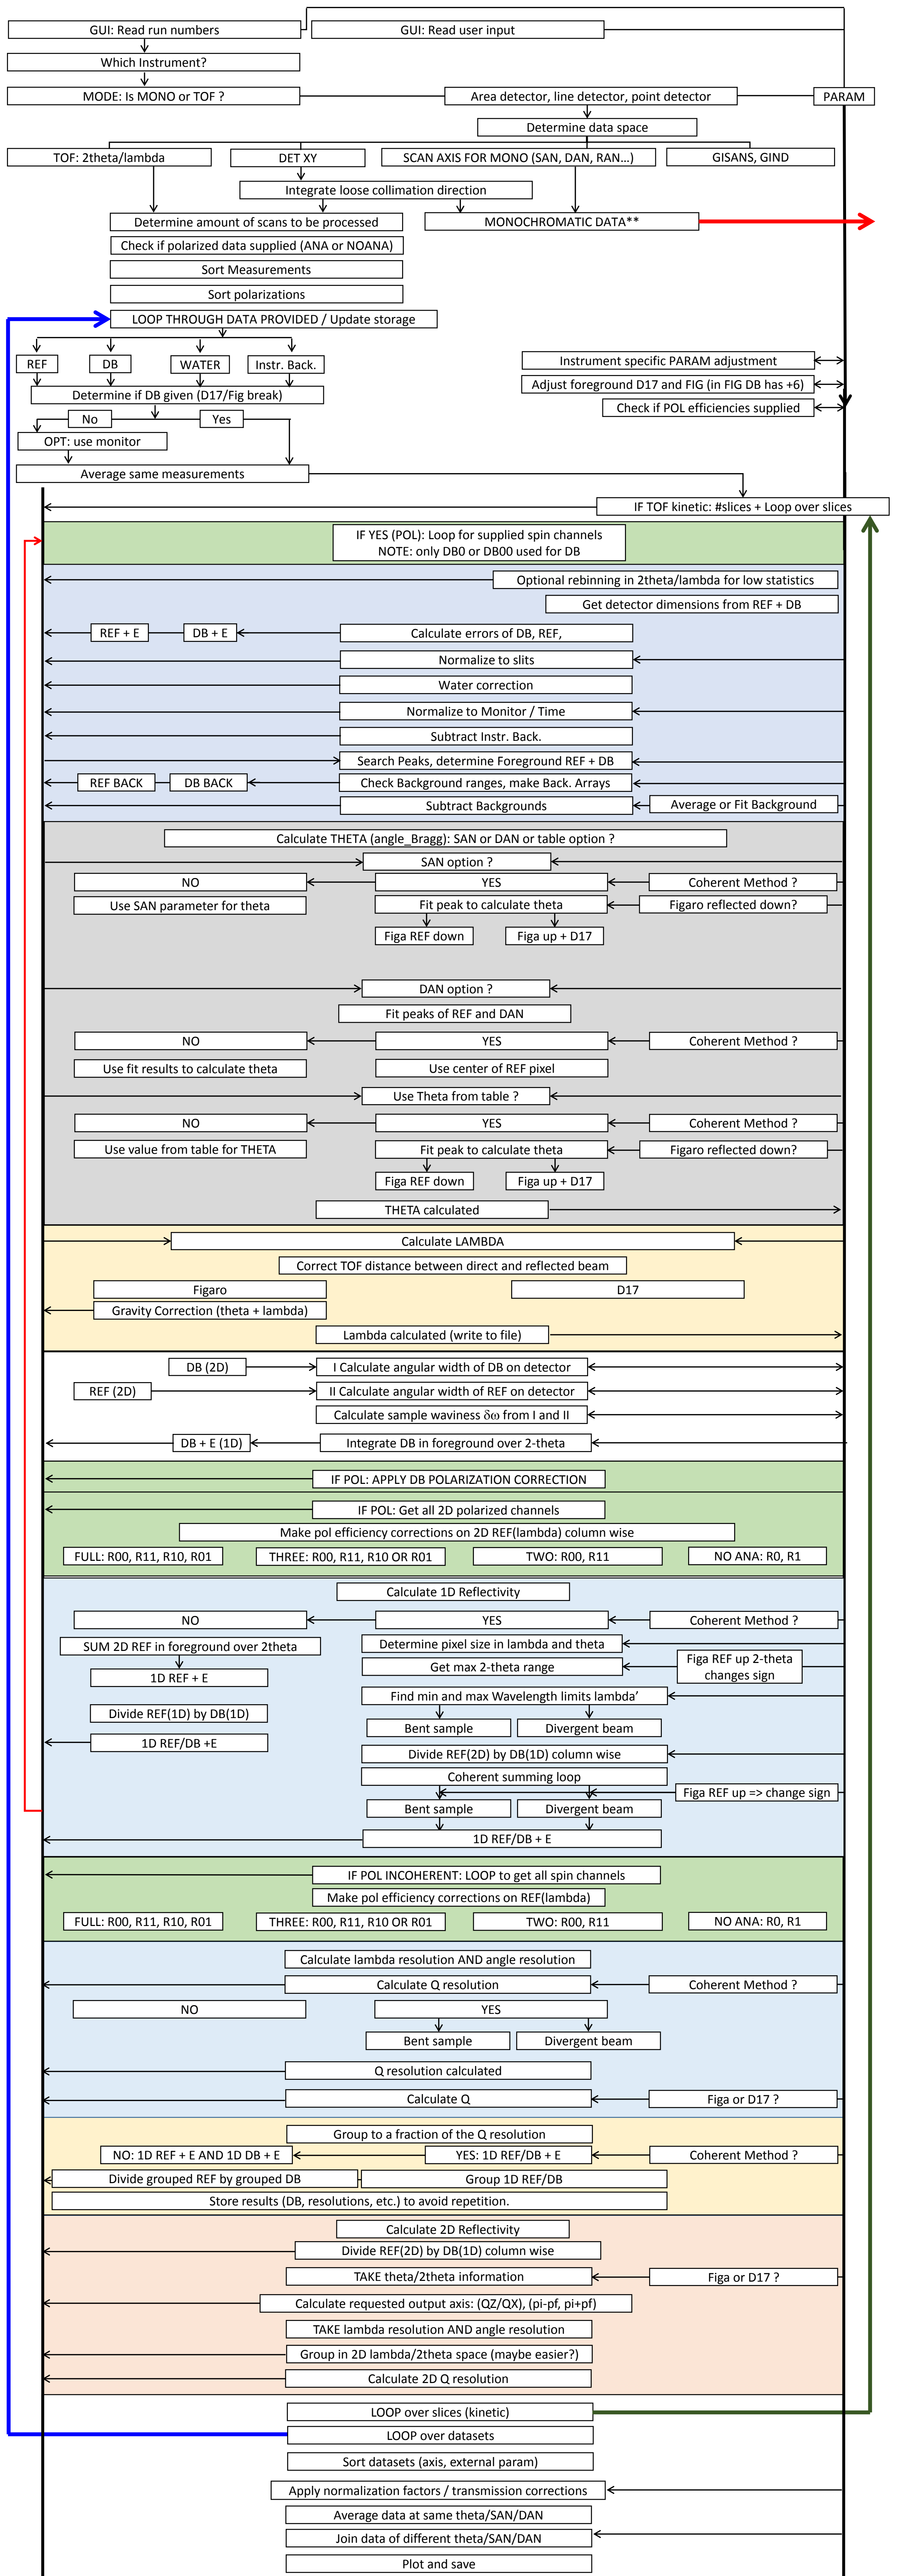 GUI: Read run numbers
GUI: Read user input
Which Instrument?
MODE: Is MONO or TOF ?
Area detector, line detector, point detector
PARAM
Determine data space
TOF: 2theta/lambda
DET XY
SCAN AXIS FOR MONO (SAN, DAN, RAN...)
GISANS, GIND
Integrate loose collimation direction
Determine amount of scans to be processed
MONOCHROMATIC DATA**
Check if polarized data supplied (ANA or NOANA)
Sort Measurements
Sort polarizations
LOOP THROUGH DATA PROVIDED / Update storage
REF
DB
WATER
Instr. Back.
Instrument specific PARAM adjustment
Determine if DB given (D17/Fig break)
Adjust foreground D17 and FIG (in FIG DB has +6)
Check if POL efficiencies supplied
No
Yes
OPT: use monitor
Average same measurements
IF TOF kinetic: #slices + Loop over slices
IF YES (POL): Loop for supplied spin channels
NOTE: only DB0 or DB00 used for DB
Optional rebinning in 2theta/lambda for low statistics
Get detector dimensions from REF + DB
REF + E
DB + E
Calculate errors of DB, REF,
Normalize to slits
Water correction
Normalize to Monitor / Time
Subtract Instr. Back.
Search Peaks, determine Foreground REF + DB
REF BACK
DB BACK
Check Background ranges, make Back. Arrays
Subtract Backgrounds
Average or Fit Background
Calculate THETA (angle_Bragg): SAN or DAN or table option ?
SAN option ?
NO
YES
Coherent Method ?
Use SAN parameter for theta
Fit peak to calculate theta
Figaro reflected down?
Figa REF down
Figa up + D17
DAN option ?
Fit peaks of REF and DAN
NO
YES
Coherent Method ?
Use fit results to calculate theta
Use center of REF pixel
Use Theta from table ?
NO
YES
Coherent Method ?
Use value from table for THETA
Fit peak to calculate theta
Figaro reflected down?
Figa REF down
Figa up + D17
THETA calculated
Calculate LAMBDA
Correct TOF distance between direct and reflected beam
Figaro
D17
Gravity Correction (theta + lambda)
Lambda calculated (write to file)
DB (2D)
I Calculate angular width of DB on detector
REF (2D)
II Calculate angular width of REF on detector
Calculate sample waviness δω from I and II
DB + E (1D)
Integrate DB in foreground over 2-theta
IF POL: APPLY DB POLARIZATION CORRECTION
IF POL: Get all 2D polarized channels
Make pol efficiency corrections on 2D REF(lambda) column wise
FULL: R00, R11, R10, R01
THREE: R00, R11, R10 OR R01
TWO: R00, R11
NO ANA: R0, R1
Calculate 1D Reflectivity
NO
YES
Coherent Method ?
SUM 2D REF in foreground over 2theta
Determine pixel size in lambda and theta
Get max 2-theta range
Figa REF up 2-theta
changes sign
1D REF + E
Find min and max Wavelength limits lambda’
Divide REF(1D) by DB(1D)
Bent sample
Divergent beam
1D REF/DB +E
Divide REF(2D) by DB(1D) column wise
Coherent summing loop
Figa REF up => change sign
Bent sample
Divergent beam
1D REF/DB + E
IF POL INCOHERENT: LOOP to get all spin channels
Make pol efficiency corrections on REF(lambda)
FULL: R00, R11, R10, R01
THREE: R00, R11, R10 OR R01
TWO: R00, R11
NO ANA: R0, R1
Calculate lambda resolution AND angle resolution
Calculate Q resolution
Coherent Method ?
NO
YES
Bent sample
Divergent beam
Q resolution calculated
Calculate Q
Figa or D17 ?
Group to a fraction of the Q resolution
NO: 1D REF + E AND 1D DB + E
YES: 1D REF/DB + E
Coherent Method ?
Divide grouped REF by grouped DB
Group 1D REF/DB
Store results (DB, resolutions, etc.) to avoid repetition.
Calculate 2D Reflectivity
Divide REF(2D) by DB(1D) column wise
TAKE theta/2theta information
Figa or D17 ?
Calculate requested output axis: (QZ/QX), (pi-pf, pi+pf)
TAKE lambda resolution AND angle resolution
Group in 2D lambda/2theta space (maybe easier?)
Calculate 2D Q resolution
LOOP over slices (kinetic)
LOOP over datasets
Sort datasets (axis, external param)
Apply normalization factors / transmission corrections
Average data at same theta/SAN/DAN
Join data of different theta/SAN/DAN
Plot and save